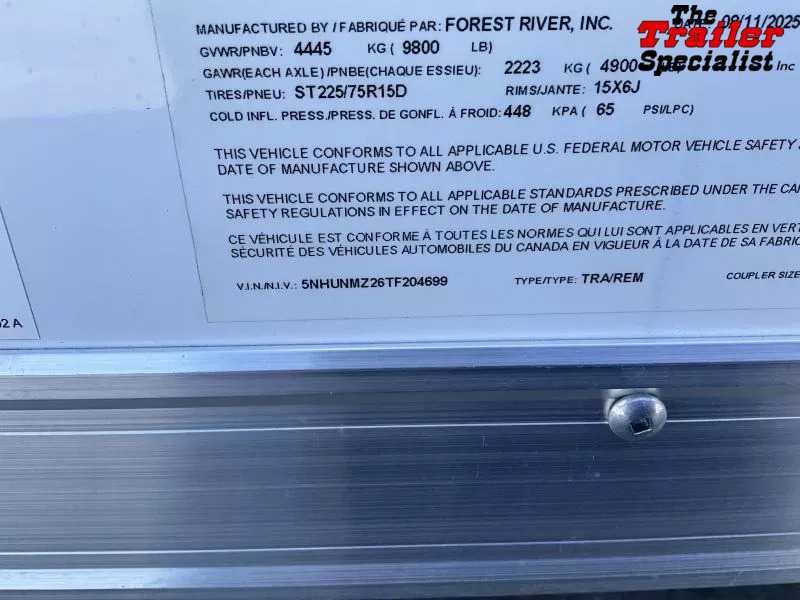 The
Trailer
Specialist Inc
MANUFACTURED BY / FABRIQUÉ PAR: FOREST RIVER, INC. DATE: 08/11/2025
GVWR/PNBV: 4445 KG ( 9800 LB)
GAWR(EACH AXLE) /PNBE(CHAQUE ESSIEU): 2223 KG ( 4900
TIRES/PNEU: ST225/75R15D RIMS/JANTE: 15X6J
COLD INFL. PRESS./PRESS. DE GONFL. À FROID: 448 KPA ( 65 PSI/LPC)
THIS VEHICLE CONFORMS TO ALL APPLICABLE U.S. FEDERAL MOTOR VEHICLE SAFETY
DATE OF MANUFACTURE SHOWN ABOVE.
THIS VEHICLE CONFORMS TO ALL APPLICABLE STANDARDS PRESCRIBED UNDER THE CA
SAFETY REGULATIONS IN EFFECT ON THE DATE OF MANUFACTURE.
CE VÉHICULE EST CONFORME À TOUTES LES NORMES QUI LUI SONT APPLICABLES EN VERT
SÉCURITÉ DES VÉHICULES AUTOMOBILES DU CANADA EN VIGUEUR À LA DATE DE SA FABRIC
V.I.N./N.I.V.: 5NHUNMZ26TF204699 TYPE/TYPE: TRA/REM COUPLER SIZE
02 A